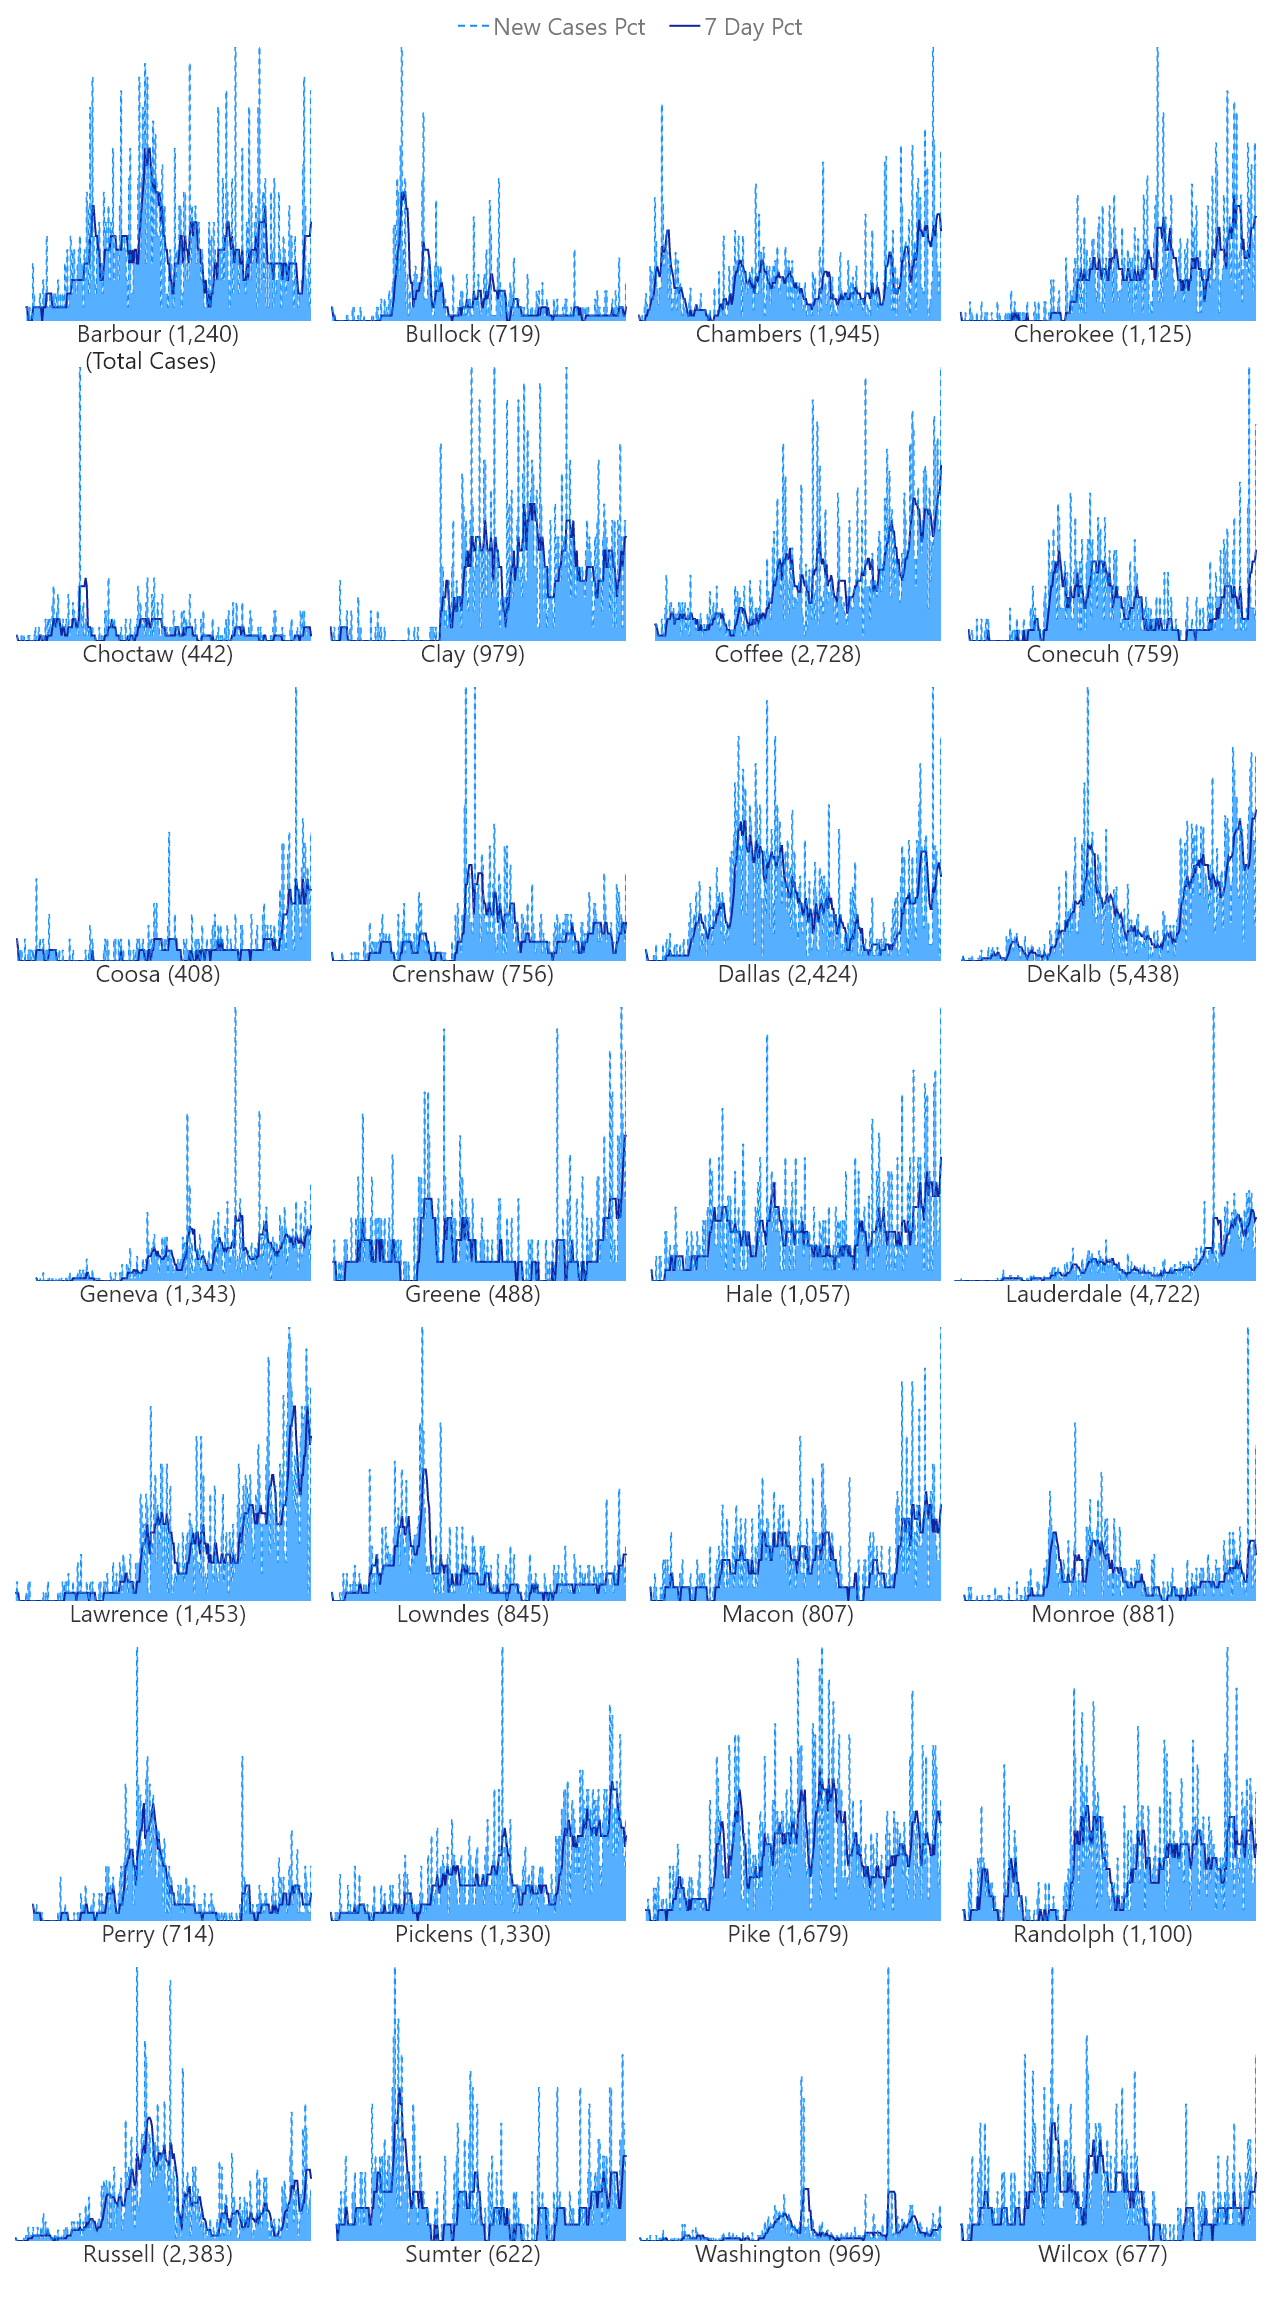 New Cases Pct 7 Day Pct
Barbour (1,240) Bullock (719) Chambers (1,945) Cherokee (1,125)
(Total Cases)
Choctaw (442) Clay (979) Coffee (2,728) Conecuh (759)
Coosa (408) Crenshaw (756) Dallas (2,424) DeKalb (5,438)
Geneva (1,343) Greene (488) Hale (1,057) Lauderdale (4,722)
Lawrence (1,453) Lowndes (845) Macon (807) Monroe (881)
Perry (714) Pickens (1,330) Pike (1,679) Randolph (1,100)
Russell (2,383) Sumter (622) Washington (969) Wilcox (677)